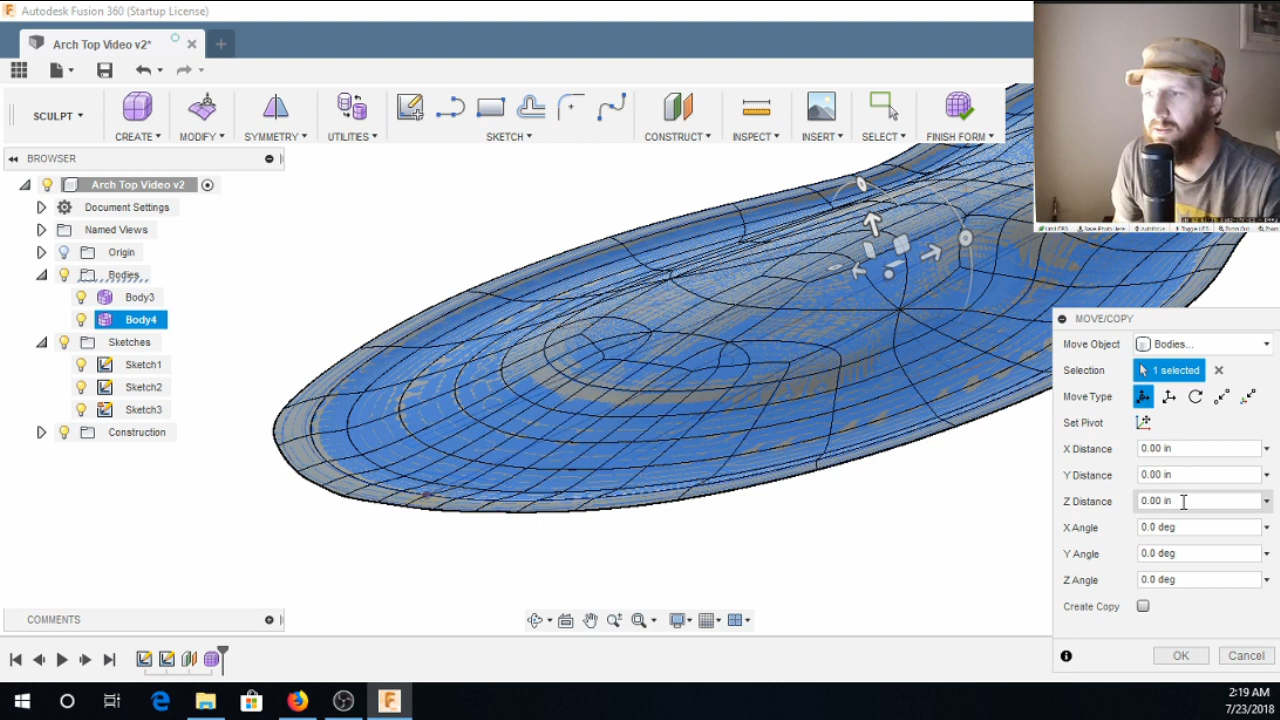 Autodesk Fusion 360 (Startup License)
Arch Top Video v2*
SCULPT
CREATE
MODIFY
SYMMETRY
UTILITIES
SKETCH
CONSTRUCT
INSPECT
INSERT
SELECT
FINISH FORM
BROWSER
Arch Top Video v2
Document Settings
Named Views
Origin
Bodies
Body3
Body4
Sketches
Sketch1
Sketch2
Sketch3
Construction
MOVE/COPY
Move Object Bodies...
Selection 1 selected
Move Type
Set Pivot
X Distance 0.00 in
Y Distance 0.00 in
Z Distance 0.00 in
X Angle 0.0 deg
Y Angle 0.0 deg
Z Angle 0.0 deg
Create Copy
OK Cancel
COMMENTS
2:19 AM
7/23/2018